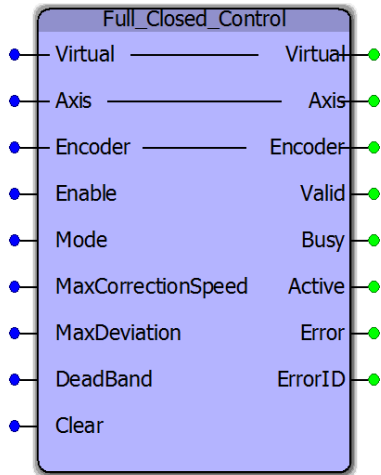 Full_Closed_Control
Virtual Virtual
Axis Axis
Encoder Encoder
Enable Valid
Mode Busy
MaxCorrectionSpeed Active
MaxDeviation Error
DeadBand ErrorID
Clear